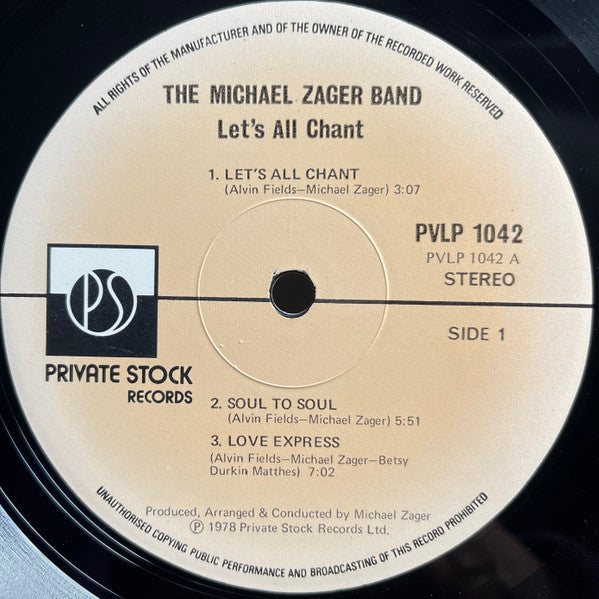 ALL RIGHTS OF THE MANUFACTURER AND OF THE OWNER OF THE RECORDED WORK RESERVED
THE MICHAEL ZAGER BAND
Let's All Chant
1. LET'S ALL CHANT
(Alvin Fields–Michael Zager) 3:07
PVLP 1042
PVLP 1042 A
STEREO
PS
SIDE 1
PRIVATE STOCK
RECORDS
2. SOUL TO SOUL
(Alvin Fields–Michael Zager) 5:51
3. LOVE EXPRESS
(Alvin Fields–Michael Zager–Betsy
Durkin Matthes) 7:02
Produced, Arranged & Conducted by Michael Zager
℗ 1978 Private Stock Records Ltd.
UNAUTHORISED COPYING PUBLIC PERFORMANCE AND BROADCASTING OF THIS RECORD PROHIBITED